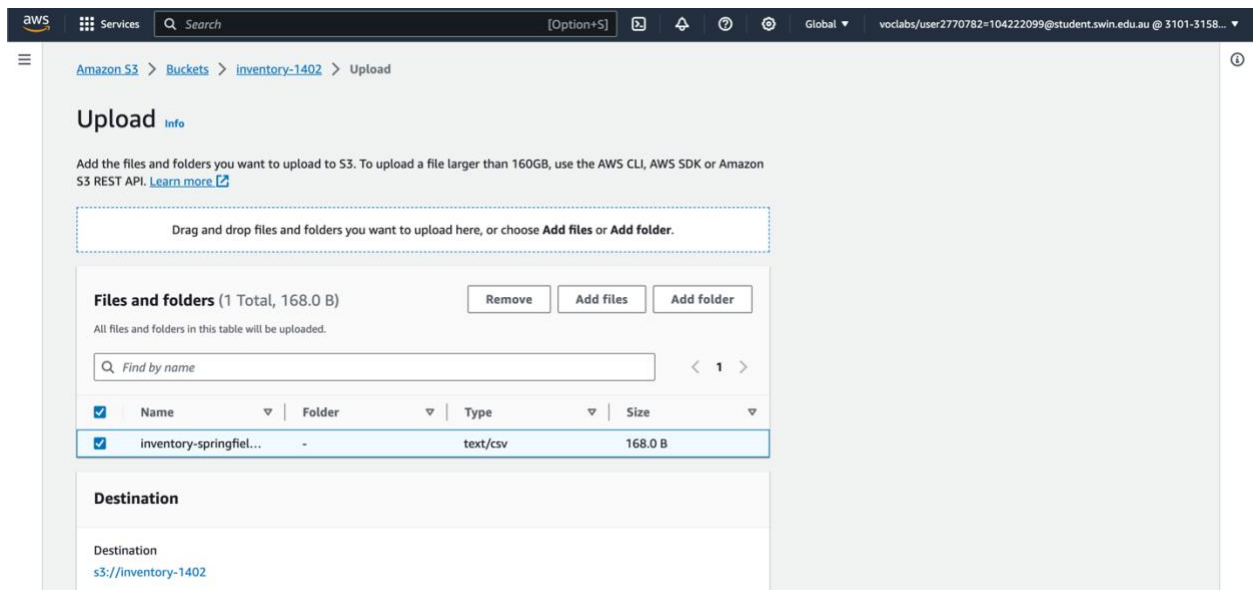 aws Services Search [Option+S] Global voclabs/user2770782=104222099@student.swin.edu.au @ 3101-3158...
Amazon S3 > Buckets > inventory-1402 > Upload
Upload Info
Add the files and folders you want to upload to S3. To upload a file larger than 160GB, use the AWS CLI, AWS SDK or Amazon
S3 REST API. Learn more
Drag and drop files and folders you want to upload here, or choose Add files or Add folder.
Files and folders (1 Total, 168.0 B) Remove Add files Add folder
All files and folders in this table will be uploaded.
Find by name < 1 >
Name Folder Type Size
inventory-springfiel... - text/csv 168.0 B
Destination
Destination
s3://inventory-1402